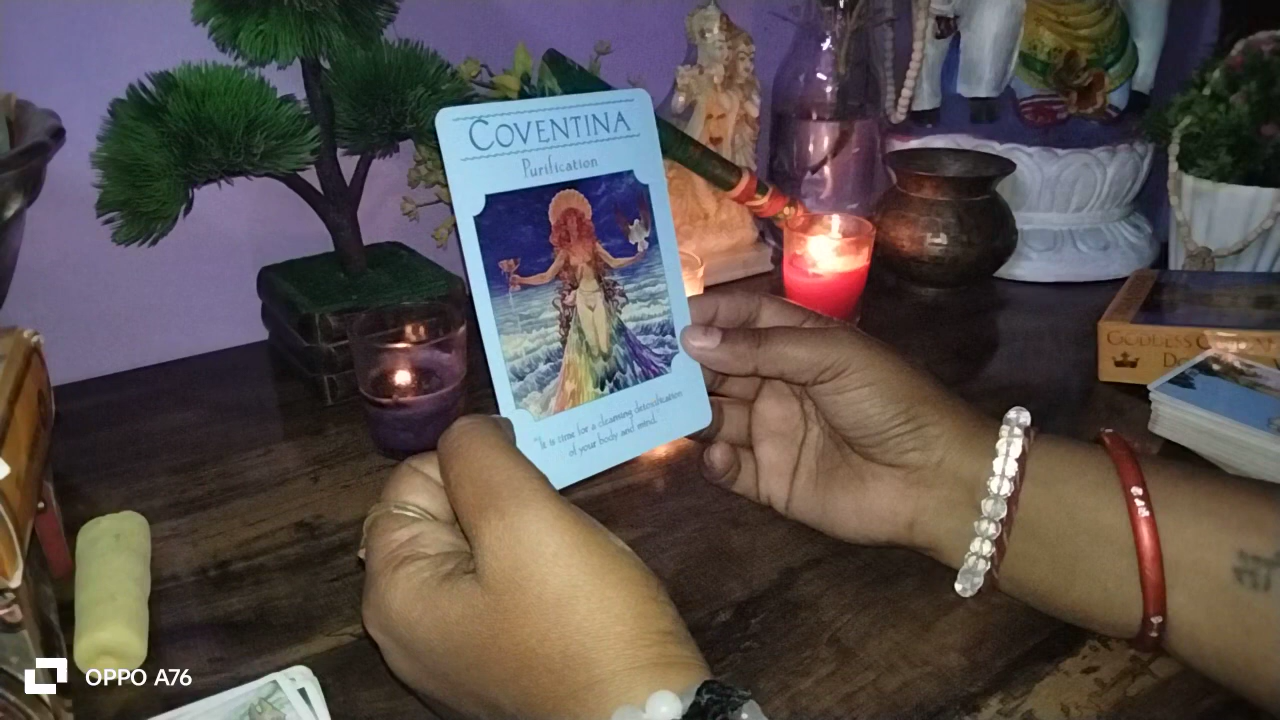 COVENTINA
Purification
"It is time for a cleansing detoxification
of your body and mind."
GODDESS
OPPO A76